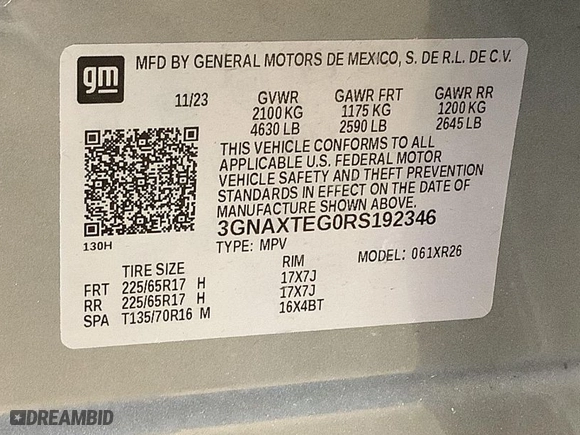 gm
MFD BY GENERAL MOTORS DE MEXICO, S. DE R.L. DE C.V.
11/23 GVWR GAWR FRT GAWR RR
2100 KG 1175 KG 1200 KG
4630 LB 2590 LB 2645 LB
THIS VEHICLE CONFORMS TO ALL
APPLICABLE U.S. FEDERAL MOTOR
VEHICLE SAFETY AND THEFT PREVENTION
STANDARDS IN EFFECT ON THE DATE
OF MANUFACTURE SHOWN ABOVE.
3GNAXTEG0RS192346
130H
TYPE: MPV MODEL: 061XR26
TIRE SIZE RIM
FRT 225/65R17 H 17X7J
RR 225/65R17 H 17X7J
SPA T135/70R16 M 16X4BT
DREAMBID